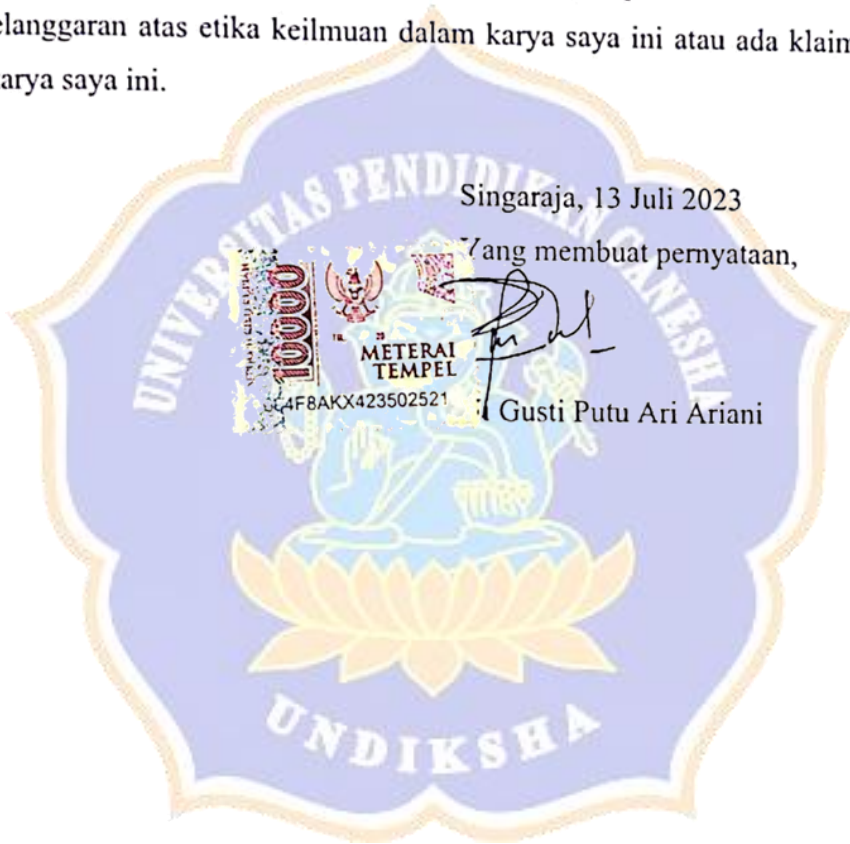 elanggaran atas etika keilmuan dalam karya saya ini atau ada klaim
arya saya ini.
UNIVERSITAS PENDIDIKAN GANESHA
Singaraja, 13 Juli 2023
Yang membuat pernyataan,
10000
METERAI
TEMPEL
4F8AKX423502521
Gusti Putu Ari Ariani
UNDIKSHA